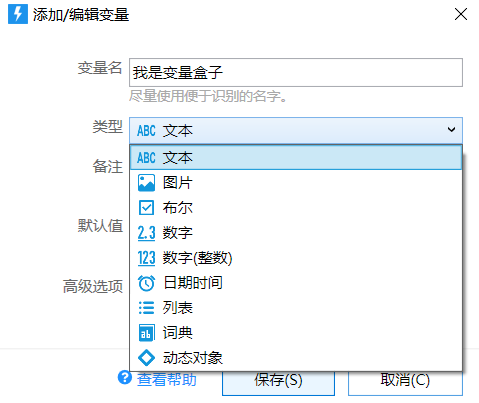 添加/编辑变量
变量名
我是变量盒子
尽量使用便于识别的名字。
类型
ABC 文本
备注
默认值
高级选项
ABC 文本
图片
布尔
2.3 数字
123 数字(整数)
日期时间
列表
ab 词典
动态对象
? 查看帮助
保存(S)
取消(C)